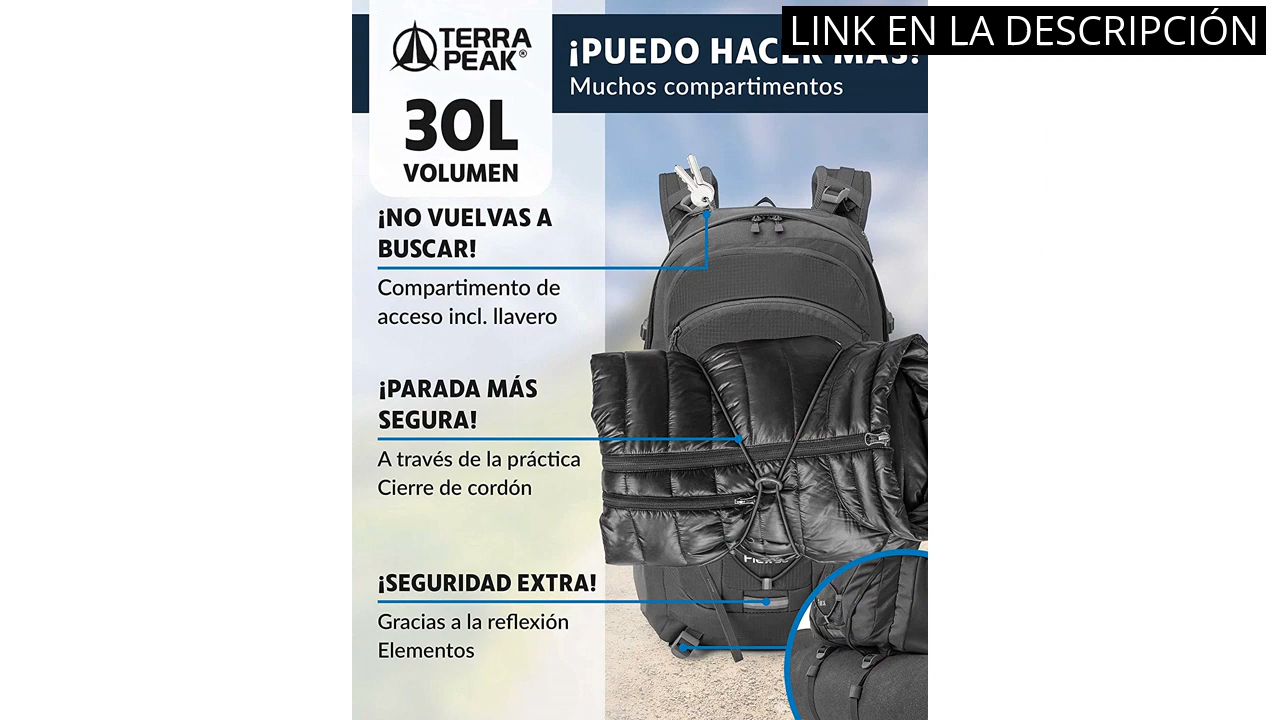 LINK EN LA DESCRIPCIÓN
TERRA
PEAK®
¡PUEDO HACER MÁS!
Muchos compartimentos
30L
VOLUMEN
¡NO VUELVAS A
BUSCAR!
Compartimento de
acceso incl. llavero
¡PARADA MÁS
SEGURA!
A través de la práctica
Cierre de cordón
¡SEGURIDAD EXTRA!
Gracias a la reflexión
Elementos